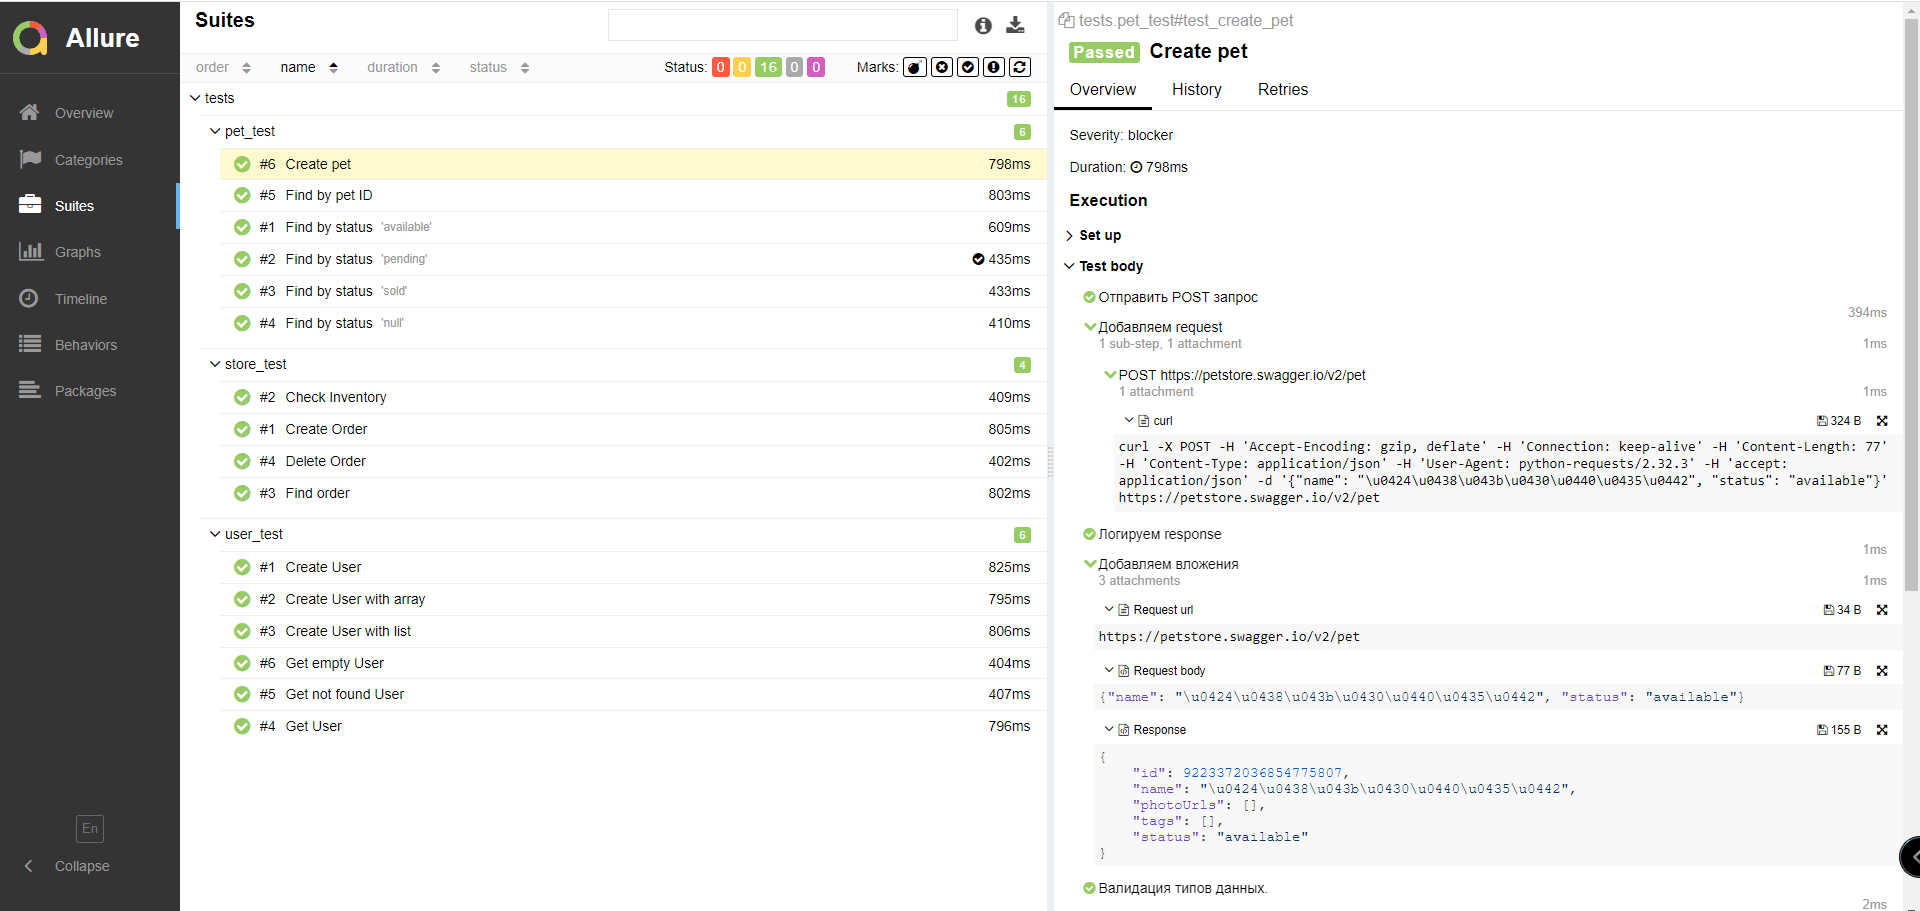 Allure
Overview
Categories
Suites
Graphs
Timeline
Behaviors
Packages
En
Collapse
Suites
order name duration status Status: 0 0 16 0 0 Marks:
tests 16
pet_test 6
#6 Create pet 798ms
#5 Find by pet ID 803ms
#1 Find by status 'available' 609ms
#2 Find by status 'pending' 435ms
#3 Find by status 'sold' 433ms
#4 Find by status 'null' 410ms
store_test 4
#2 Check Inventory 409ms
#1 Create Order 805ms
#4 Delete Order 402ms
#3 Find order 802ms
user_test 6
#1 Create User 825ms
#2 Create User with array 795ms
#3 Create User with list 806ms
#6 Get empty User 404ms
#5 Get not found User 407ms
#4 Get User 796ms
tests.pet_test#test_create_pet
Passed Create pet
Overview History Retries
Severity: blocker
Duration: 798ms
Execution
Set up
Test body
Отправить POST запрос
394ms
Добавляем request
1 sub-step, 1 attachment 1ms
POST https://petstore.swagger.io/v2/pet
1 attachment 1ms
curl 324 B
curl -X POST -H 'Accept-Encoding: gzip, deflate' -H 'Connection: keep-alive' -H 'Content-Length: 77'
-H 'Content-Type: application/json' -H 'User-Agent: python-requests/2.32.3' -H 'accept:
application/json' -d '{"name": "\u0424\u0438\u043b\u0430\u0440\u0435\u0442", "status": "available"}'
https://petstore.swagger.io/v2/pet
Логируем response
1ms
Добавляем вложения
3 attachments 1ms
Request url 34 B
https://petstore.swagger.io/v2/pet
Request body 77 B
{"name": "\u0424\u0438\u043b\u0430\u0440\u0435\u0442", "status": "available"}
Response 155 B
{
"id": 9223372036854775807,
"name": "\u0424\u0438\u043b\u0430\u0440\u0435\u0442",
"photoUrls": [],
"tags": [],
"status": "available"
}
Валидация типов данных.
2ms